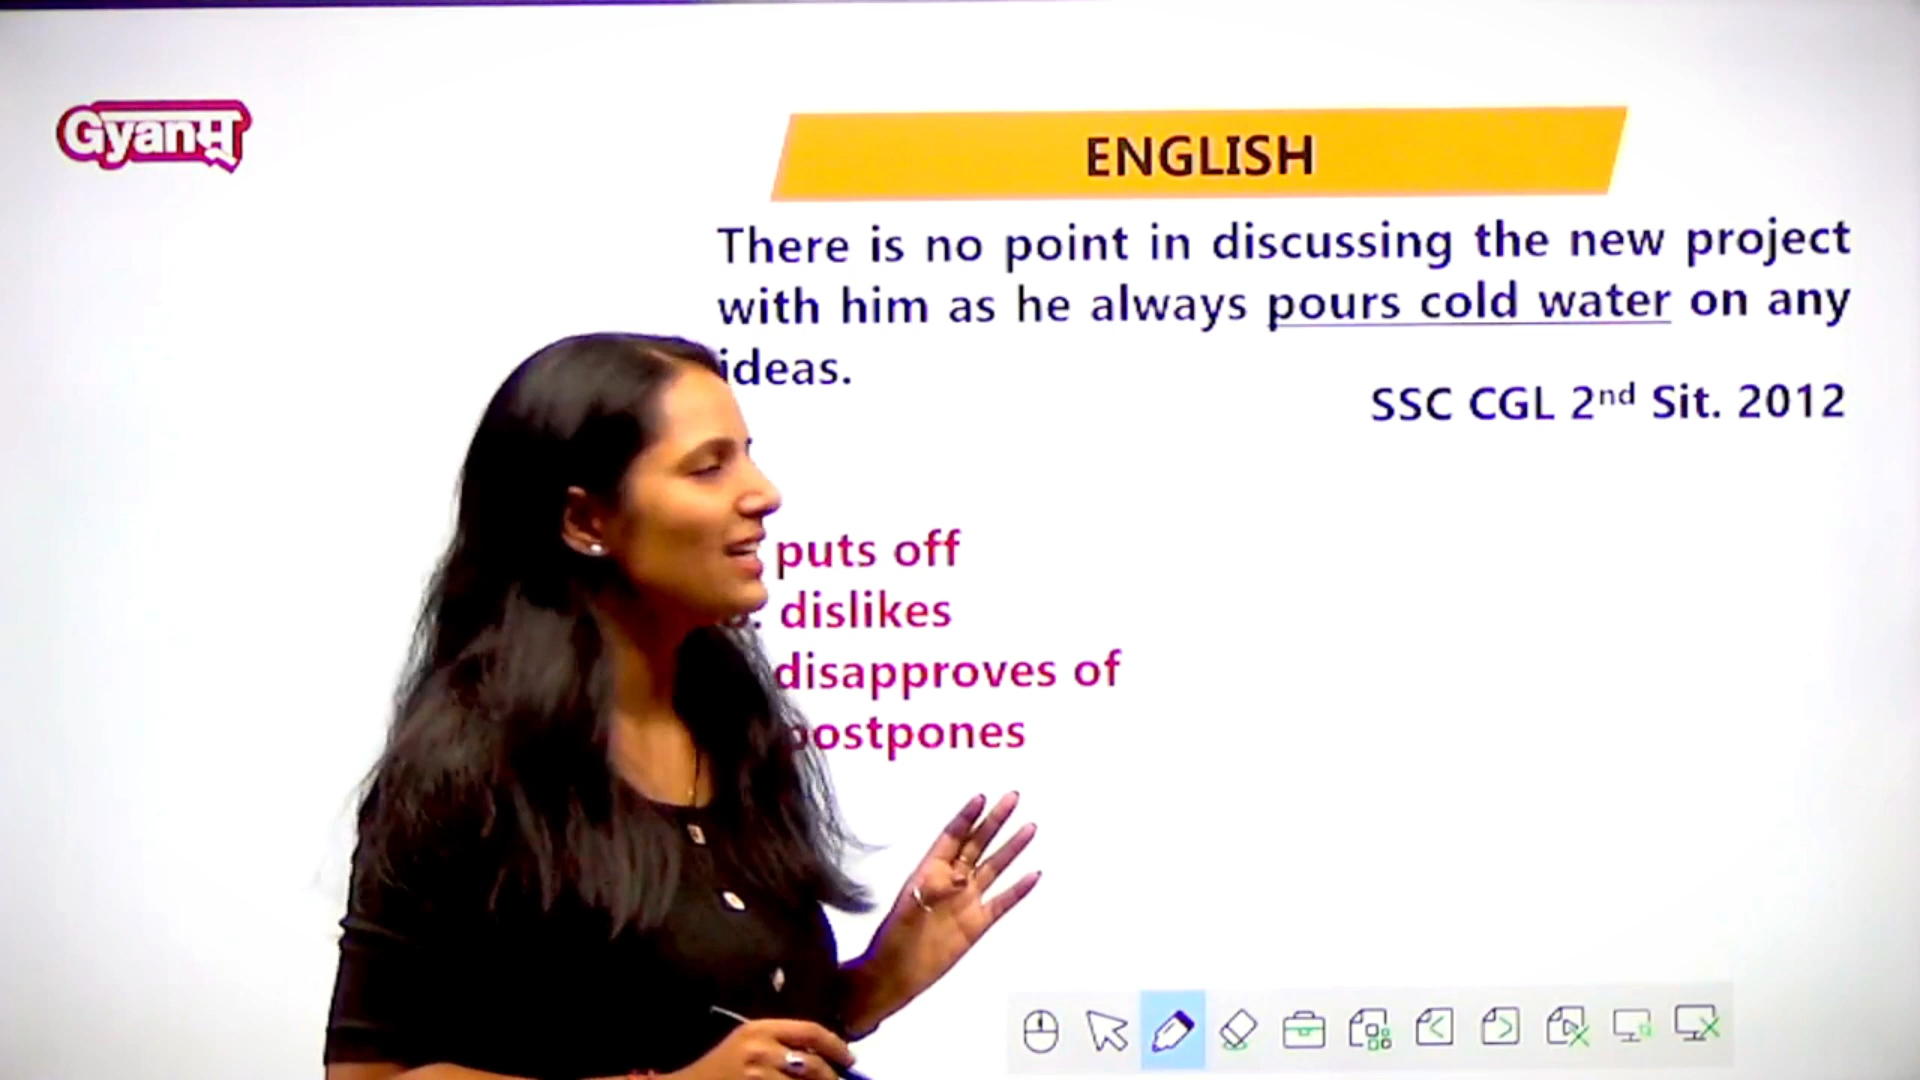 Gyanम्
ENGLISH
There is no point in discussing the new project
with him as he always pours cold water on any
ideas.
SSC CGL 2nd Sit. 2012
puts off
dislikes
disapproves of
postpones